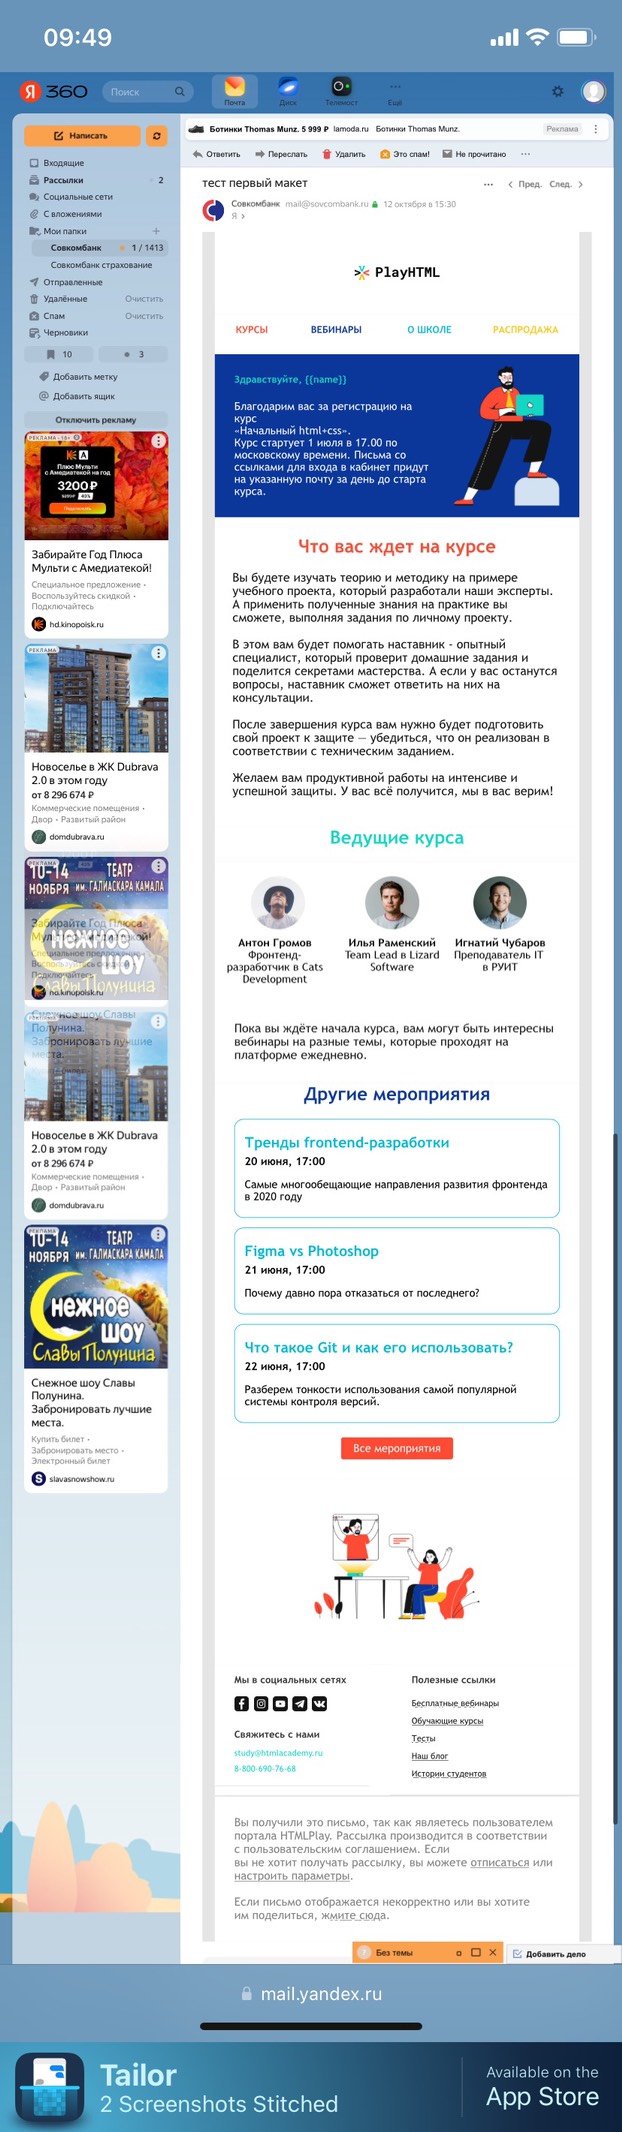 09:49
Я 360
Поиск
Почта
Диск
Телемост
Ещё
Написать
Входящие
Рассылки
2
Социальные сети
С вложениями
Мои папки
Совкомбанк
1 / 1413
Совкомбанк страхование
Отправленные
Удалённые
Очистить
Спам
Очистить
Черновики
10
3
Добавить метку
Добавить ящик
Отключить рекламу
РЕКЛАМА • 16+
Плюс Мульти
с Амедиатекой на год
3200 ₽
Забирайте Год Плюса
Мульти с Амедиатекой!
Специальное предложение •
Воспользуйтесь скидкой •
Подключайтесь
hd.kinopoisk.ru
РЕКЛАМА
Новоселье в ЖК Dubrava
2.0 в этом году
от 8 296 674 ₽
Коммерческие помещения •
Двор • Развитый район
domdubrava.ru
РЕКЛАМА
10-14 ТЕАТР
НОЯБРЯ ИМ. ГАЛИАСКАРА КАМАЛА
Забирайте Год Плюса
Мульти с Амедиатекой!
нежное
шоу
Славы Полунина
hd.kinopoisk.ru
Снежное шоу Славы
Полунина.
Забронировать лучшие
места.
Новоселье в ЖК Dubrava
2.0 в этом году
от 8 296 674 ₽
Коммерческие помещения •
Двор • Развитый район
domdubrava.ru
РЕКЛАМА
10-14 ТЕАТР
НОЯБРЯ ИМ. ГАЛИАСКАРА КАМАЛА
нежное
шоу
Славы Полунина
Снежное шоу Славы
Полунина.
Забронировать лучшие
места.
Купить билет •
Забронировать место •
Электронный билет
slavasnowshow.ru
Ботинки Thomas Munz. 5 999 ₽ lamoda.ru Ботинки Thomas Munz.
Реклама
Ответить
Переслать
Удалить
Это спам!
Не прочитано
тест первый макет
Пред. След.
Совкомбанк mail@sovcombank.ru 12 октября в 15:30
Я
PlayHTML
КУРСЫ
ВЕБИНАРЫ
О ШКОЛЕ
РАСПРОДАЖА
Здравствуйте, {{name}}
Благодарим вас за регистрацию на
курс
«Начальный html+css».
Курс стартует 1 июля в 17.00 по
московскому времени. Письма со
ссылками для входа в кабинет придут
на указанную почту за день до старта
курса.
Что вас ждет на курсе
Вы будете изучать теорию и методику на примере
учебного проекта, который разработали наши эксперты.
А применить полученные знания на практике вы
сможете, выполняя задания по личному проекту.
В этом вам будет помогать наставник - опытный
специалист, который проверит домашние задания и
поделится секретами мастерства. А если у вас останутся
вопросы, наставник сможет ответить на них на
консультации.
После завершения курса вам нужно будет подготовить
свой проект к защите — убедиться, что он реализован в
соответствии с техническим заданием.
Желаем вам продуктивной работы на интенсиве и
успешной защиты. У вас всё получится, мы в вас верим!
Ведущие курса
Антон Громов
Фронтенд-
разработчик в Cats
Development
Илья Раменский
Team Lead в Lizard
Software
Игнатий Чубаров
Преподаватель IT
в РУИТ
Пока вы ждёте начала курса, вам могут быть интересны
вебинары на разные темы, которые проходят на
платформе ежедневно.
Другие мероприятия
Тренды frontend-разработки
20 июня, 17:00
Самые многообещающие направления развития фронтенда
в 2020 году
Figma vs Photoshop
21 июня, 17:00
Почему давно пора отказаться от последнего?
Что такое Git и как его использовать?
22 июня, 17:00
Разберем тонкости использования самой популярной
системы контроля версий.
Все мероприятия
Мы в социальных сетях
Свяжитесь с нами
study@htmlacademy.ru
8-800-690-76-68
Полезные ссылки
Бесплатные вебинары
Обучающие курсы
Тесты
Наш блог
Истории студентов
Вы получили это письмо, так как являетесь пользователем
портала HTMLPlay. Рассылка производится в соответствии
с пользовательским соглашением. Если
вы не хотит получать рассылку, вы можете отписаться или
настроить параметры.
Если письмо отображается некорректно или вы хотите
им поделиться, жмите сюда.
Без темы
Добавить дело
mail.yandex.ru
Tailor
2 Screenshots Stitched
Available on the
App Store